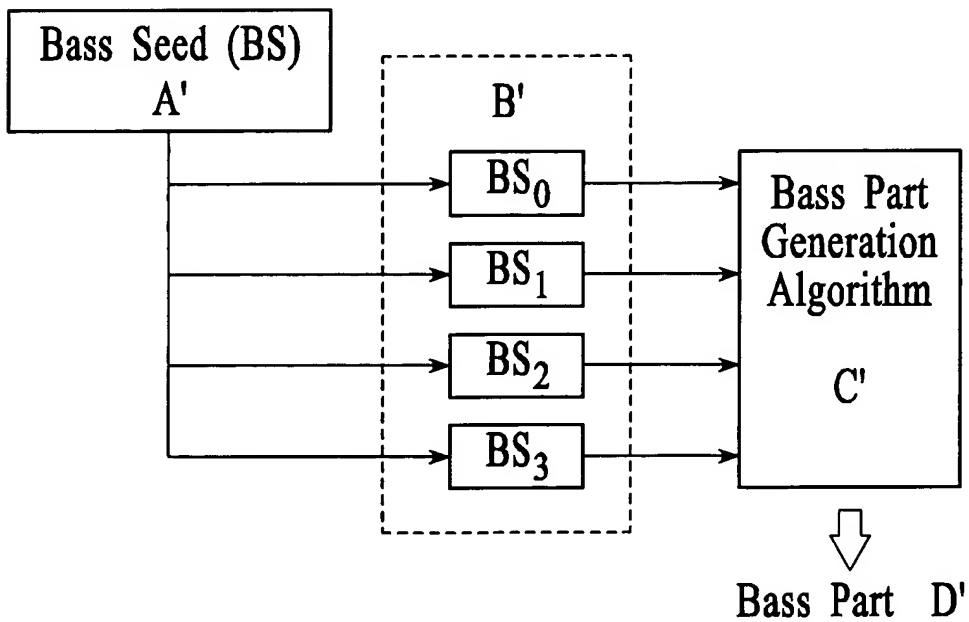 Bass Seed (BS)
A'
B'
BS0
BS1
BS2
BS3
Bass Part
Generation
Algorithm
C'
Bass Part D'